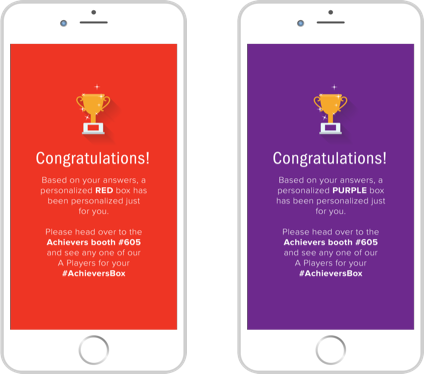 Congratulations!
Based on your answers, a
personalized RED box has
been personalized just
for you.
Please head over to the
Achievers booth #605
and see any one of our
A Players for your
#AchieversBox
Congratulations!
Based on your answers, a
personalized PURPLE box
has been personalized just
for you.
Please head over to the
Achievers booth #605
and see any one of our
A Players for your
#AchieversBox